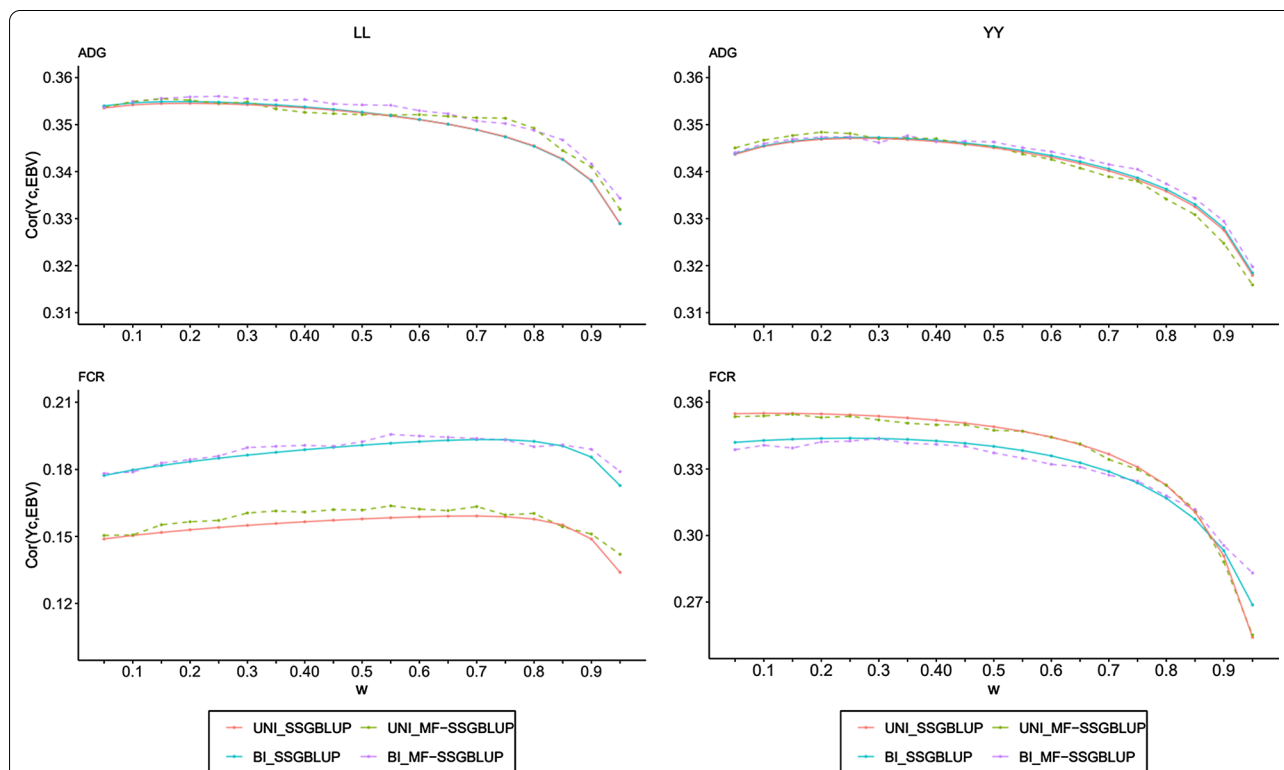 LL
ADG
Cor(Yc,EBV)
0.36
0.35
0.34
0.33
0.32
0.31
0.1 0.2 0.3 0.40 0.5 0.6 0.7 0.8 0.9
YY
ADG
0.36
0.35
0.34
0.33
0.32
0.31
0.1 0.2 0.3 0.40 0.5 0.6 0.7 0.8 0.9
FCR
Cor(Yc,EBV)
0.21
0.18
0.15
0.12
0.1 0.2 0.3 0.40 0.5 0.6 0.7 0.8 0.9
w
FCR
0.36
0.33
0.30
0.27
0.1 0.2 0.3 0.40 0.5 0.6 0.7 0.8 0.9
w
UNI_SSGBLUP UNI_MF-SSGBLUP
BI_SSGBLUP BI_MF-SSGBLUP
UNI_SSGBLUP UNI_MF-SSGBLUP
BI_SSGBLUP BI_MF-SSGBLUP